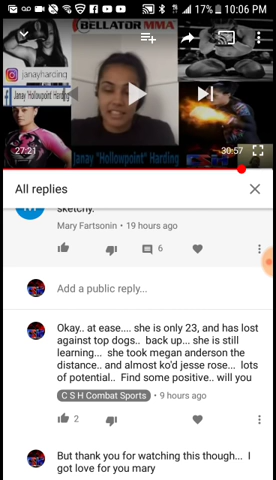 17% 10:06 PM
BELLATOR MMA
janayharding
Janay "Hollowpoint" Harding
Janay "Hollowpoint" Harding
27:21
30:57
All replies
sketchy.
Mary Fartsonin • 19 hours ago
6
Add a public reply...
Okay.. at ease.... she is only 23, and has lost
against top dogs.. back up... she is still
learning... she took megan anderson the
distance.. and almost ko'd jesse rose... lots
of potential.. Find some positive.. will you
C S H Combat Sports • 9 hours ago
2
But thank you for watching this though... I
got love for you mary